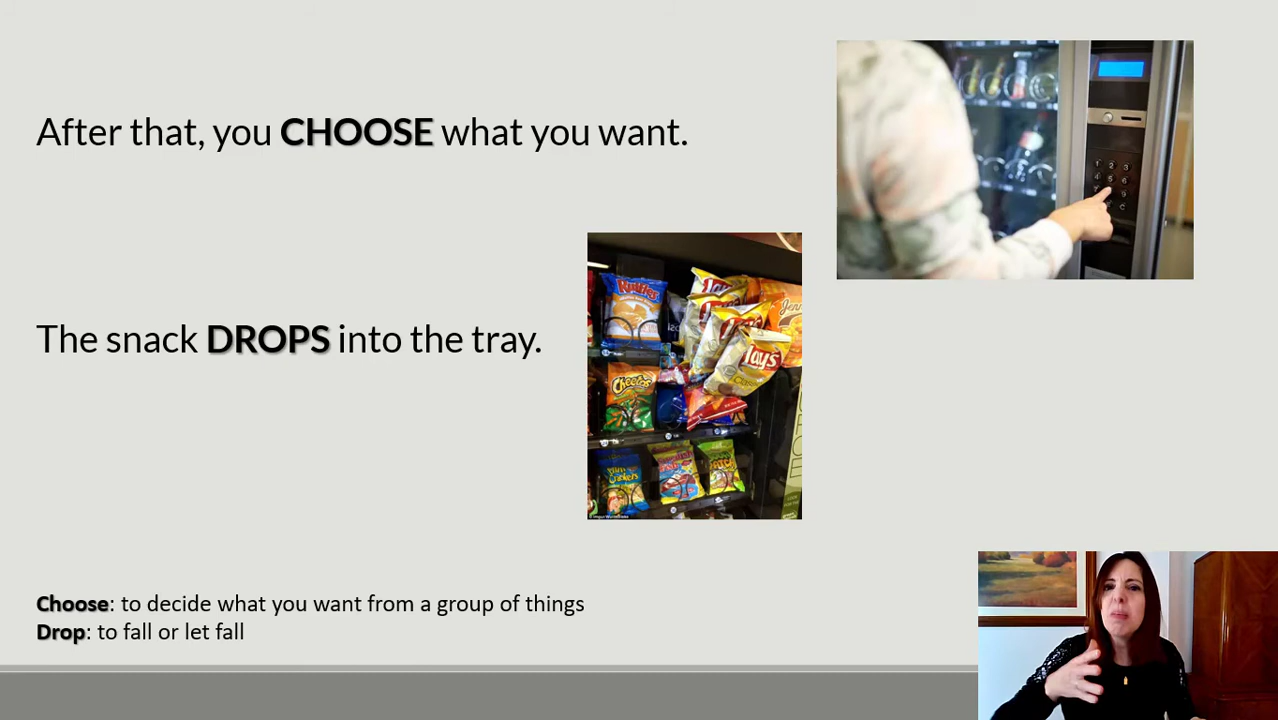 After that, you CHOOSE what you want.
The snack DROPS into the tray.
Ruffles
Lay's
Cheetos
Choose: to decide what you want from a group of things
Drop: to fall or let fall